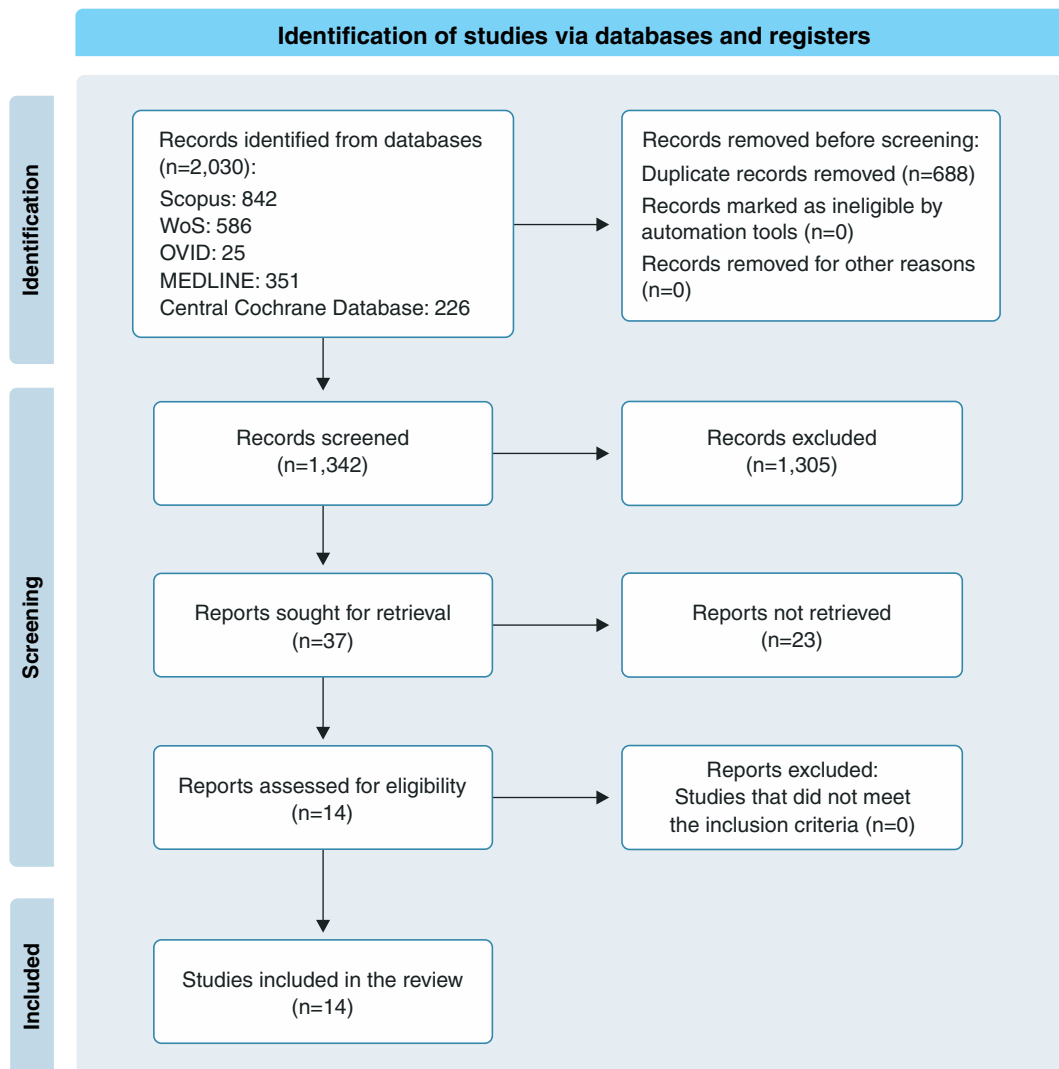 Identification of studies via databases and registers
Identification
Records identified from databases
(n=2,030):
Scopus: 842
WoS: 586
OVID: 25
MEDLINE: 351
Central Cochrane Database: 226
Records removed before screening:
Duplicate records removed (n=688)
Records marked as ineligible by
automation tools (n=0)
Records removed for other reasons
(n=0)
Screening
Records screened
(n=1,342)
Records excluded
(n=1,305)
Reports sought for retrieval
(n=37)
Reports not retrieved
(n=23)
Reports assessed for eligibility
(n=14)
Reports excluded:
Studies that did not meet
the inclusion criteria (n=0)
Included
Studies included in the review
(n=14)